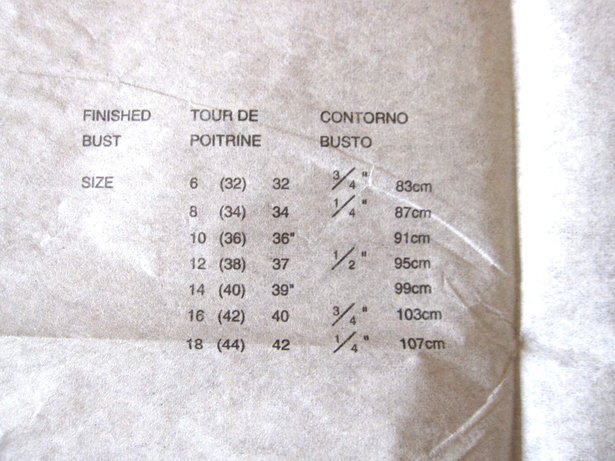 FINISHED TOUR DE CONTORNO
BUST POITRINE BUSTO
SIZE 6 (32) 32 3/4" 83cm
8 (34) 34 1/4" 87cm
10 (36) 36" 91cm
12 (38) 37 1/2" 95cm
14 (40) 39" 99cm
16 (42) 40 3/4" 103cm
18 (44) 42 1/4" 107cm